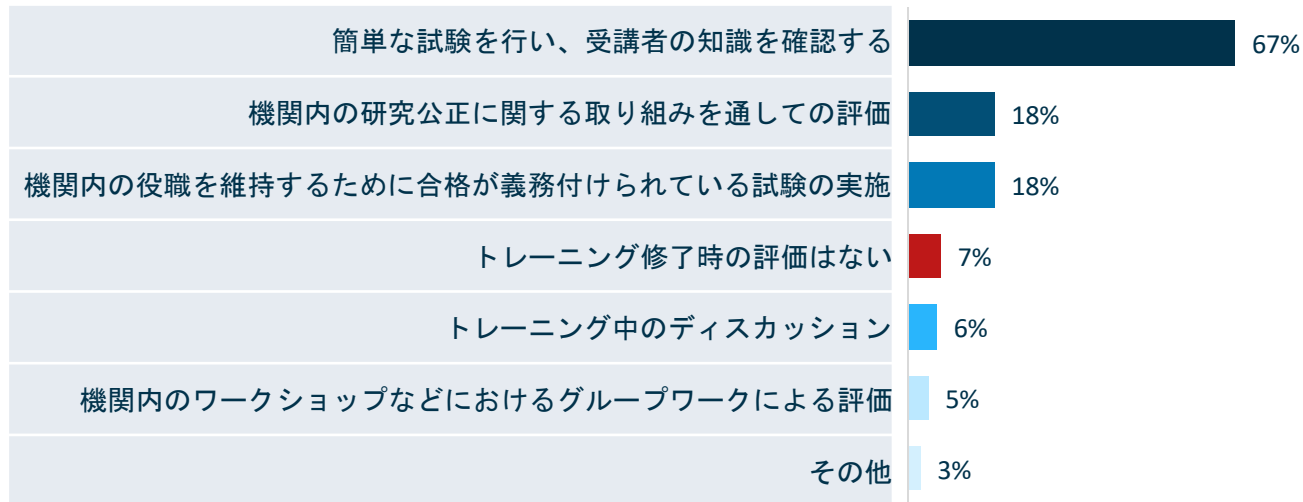 簡単な試験を行い、受講者の知識を確認する 67%
機関内の研究公正に関する取り組みを通しての評価 18%
機関内の役職を維持するために合格が義務付けられている試験の実施 18%
トレーニング修了時の評価はない 7%
トレーニング中のディスカッション 6%
機関内のワークショップなどにおけるグループワークによる評価 5%
その他 3%